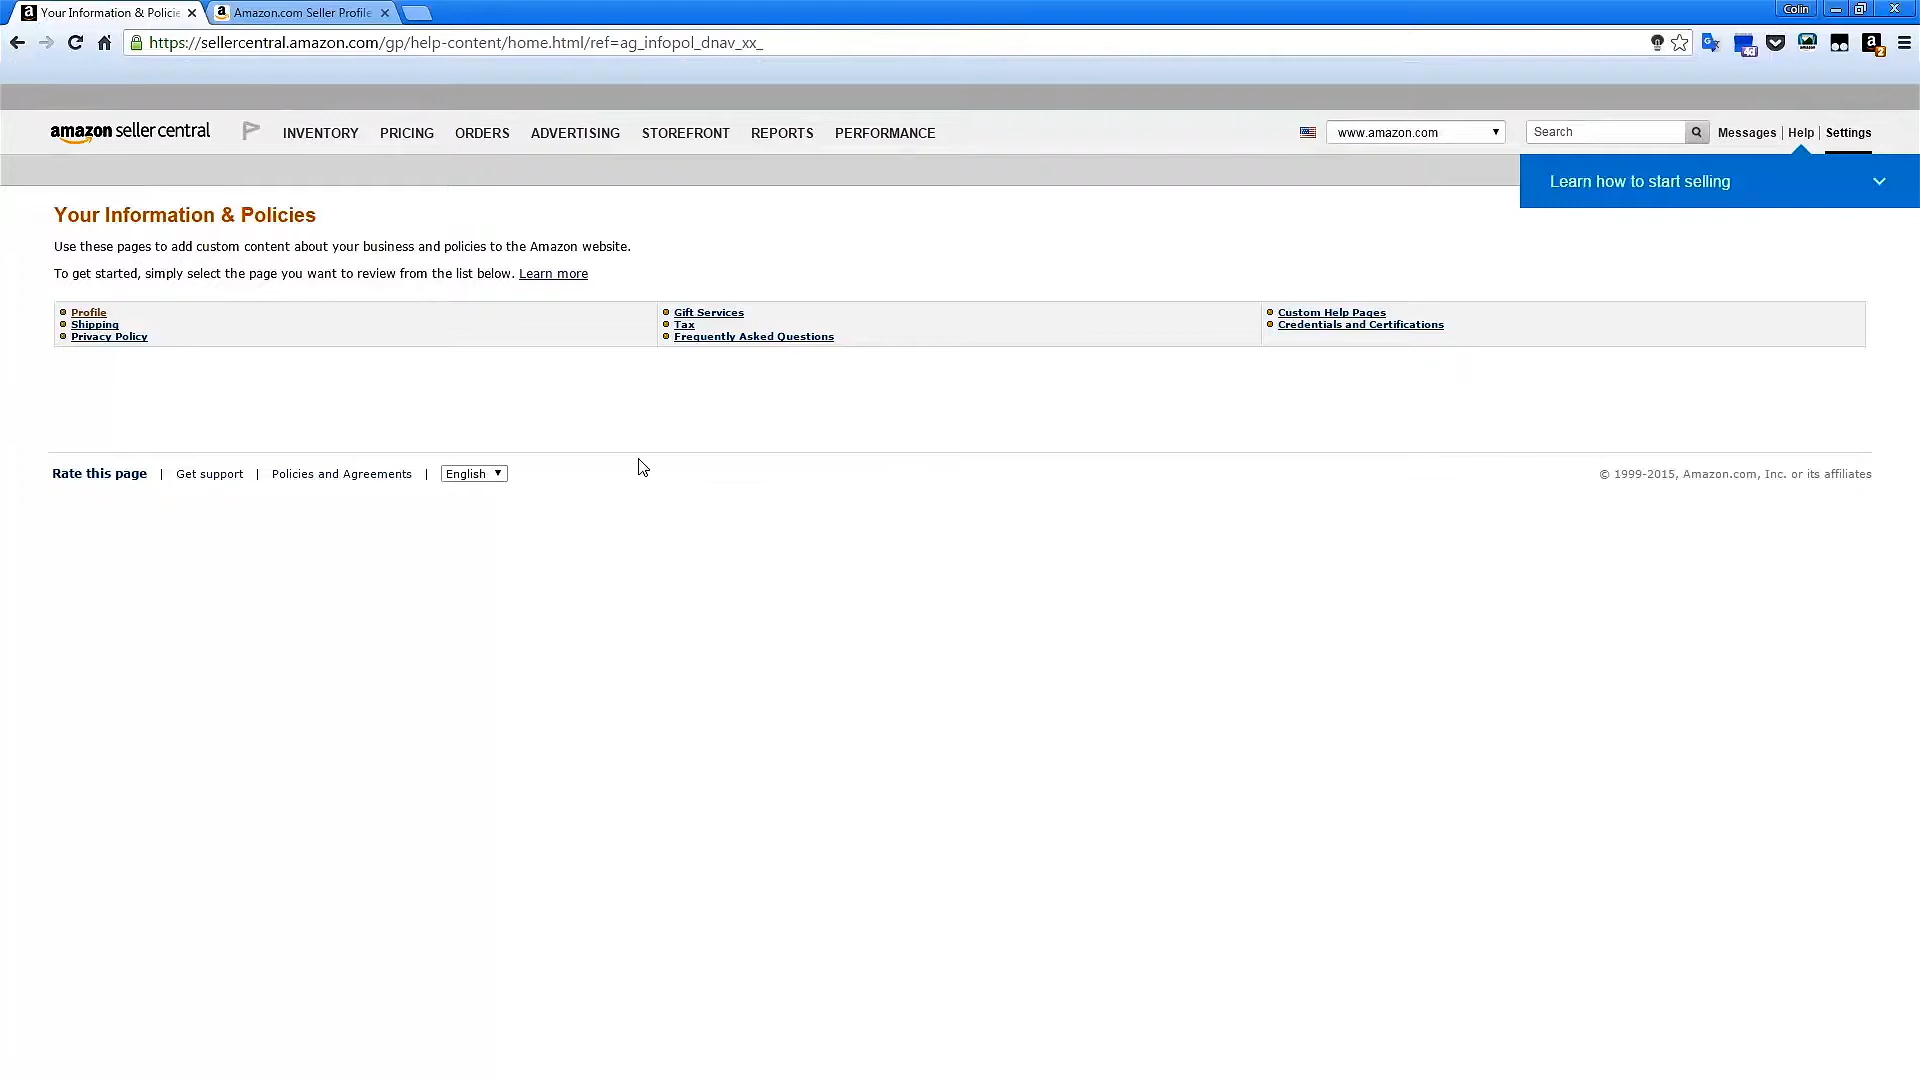 Your Information & Policie
Amazon.com Seller Profile
Colin
https://sellercentral.amazon.com/gp/help-content/home.html/ref=ag_infopol_dnav_xx_
amazon seller central INVENTORY PRICING ORDERS ADVERTISING STOREFRONT REPORTS PERFORMANCE www.amazon.com Search Messages | Help | Settings
Learn how to start selling
Your Information & Policies
Use these pages to add custom content about your business and policies to the Amazon website.
To get started, simply select the page you want to review from the list below. Learn more
Profile
Shipping
Privacy Policy
Gift Services
Tax
Frequently Asked Questions
Custom Help Pages
Credentials and Certifications
Rate this page | Get support | Policies and Agreements | English
© 1999-2015, Amazon.com, Inc. or its affiliates